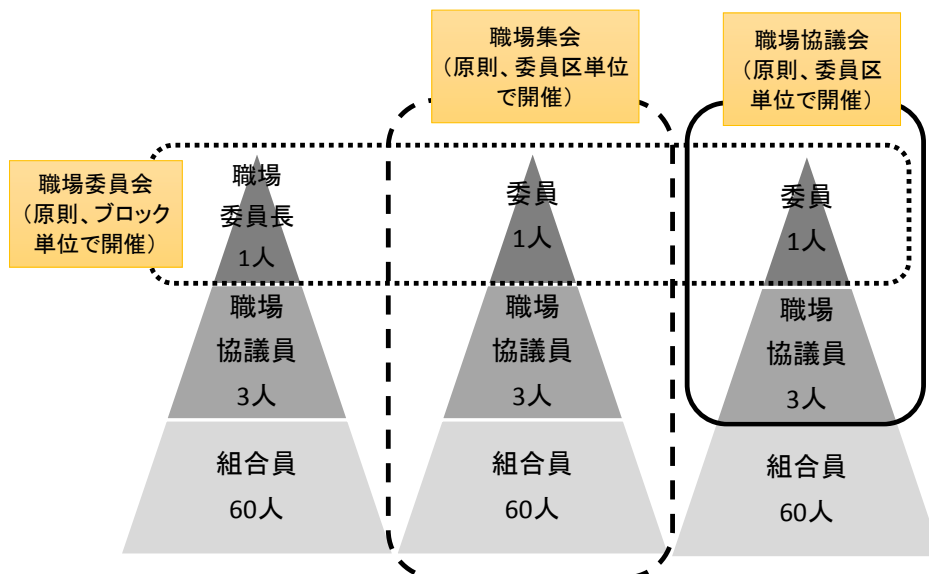 職場集会
（原則、委員区単位
で開催）
職場協議会
（原則、委員区
単位で開催）
職場委員会
（原則、ブロック
単位で開催）
職場
委員長
1人
職場
協議員
3人
組合員
60人
委員
1人
職場
協議員
3人
組合員
60人
委員
1人
職場
協議員
3人
組合員
60人